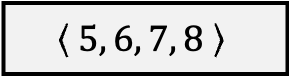 ⟨ 5, 6, 7, 8 ⟩